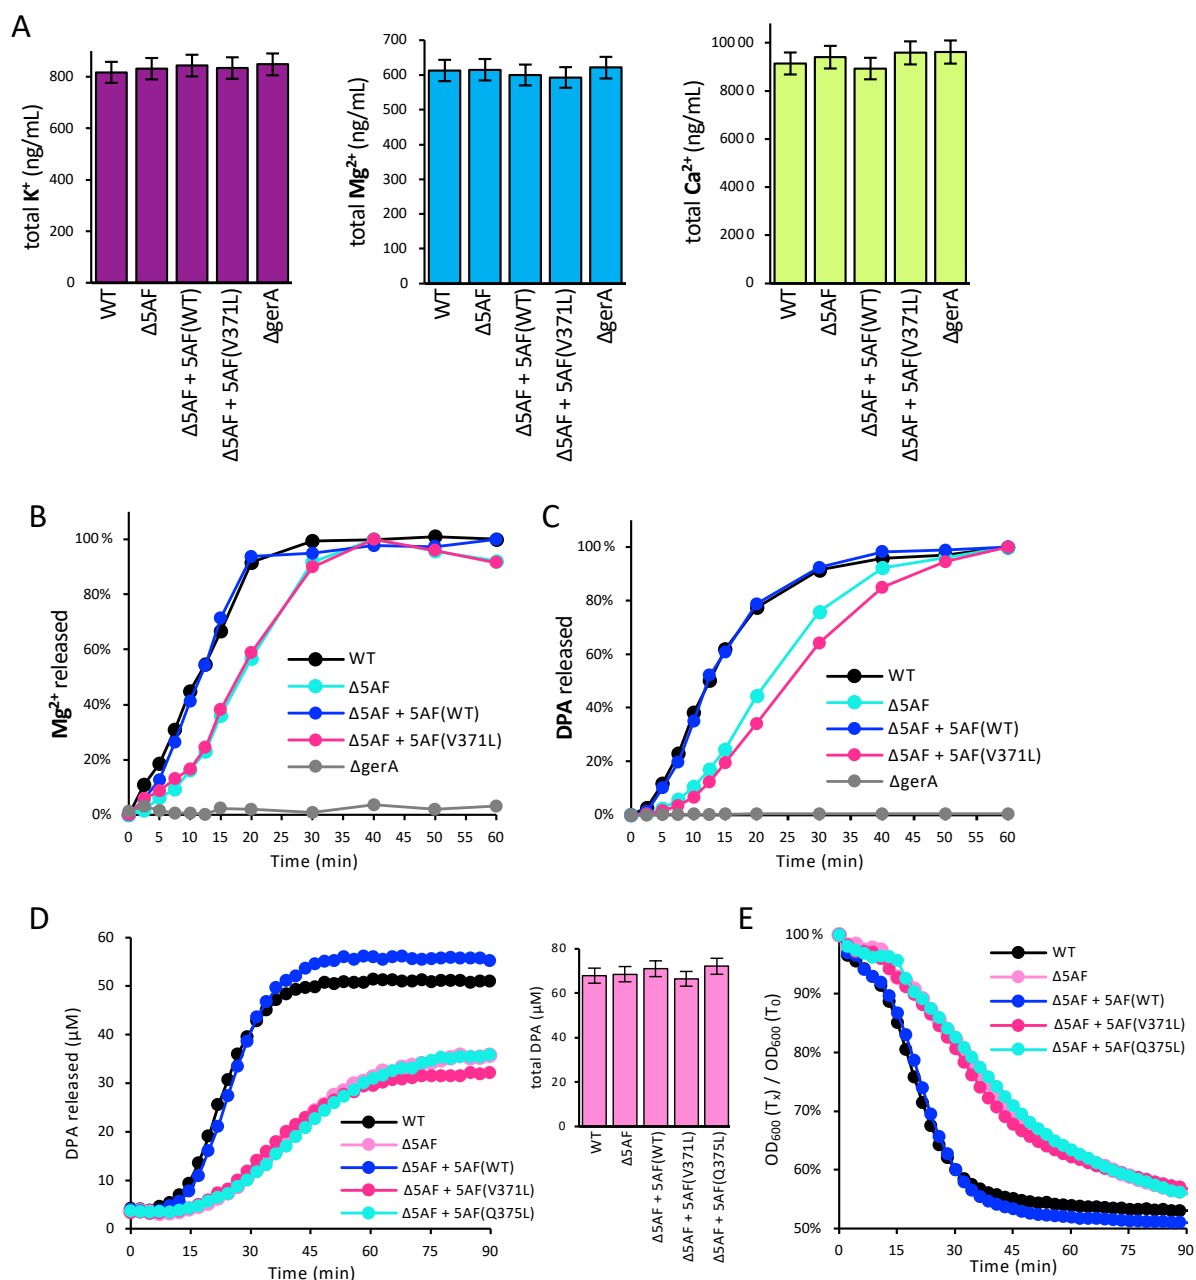 A
total K⁺ (ng/mL)
800
600
400
200
0
WT
Δ5AF
Δ5AF + 5AF(WT)
Δ5AF + 5AF(V371L)
ΔgerA
total Mg²⁺ (ng/mL)
700
600
500
400
300
200
100
0
WT
Δ5AF
Δ5AF + 5AF(WT)
Δ5AF + 5AF(V371L)
ΔgerA
total Ca²⁺ (ng/mL)
10000
8000
6000
4000
2000
0
WT
Δ5AF
Δ5AF + 5AF(WT)
Δ5AF + 5AF(V371L)
ΔgerA
B
Mg²⁺ released
100%
80%
60%
40%
20%
0%
0 5 10 15 20 25 30 35 40 45 50 55 60
Time (min)
WT
Δ5AF
Δ5AF + 5AF(WT)
Δ5AF + 5AF(V371L)
ΔgerA
C
DPA released
100%
80%
60%
40%
20%
0%
0 5 10 15 20 25 30 35 40 45 50 55 60
Time (min)
WT
Δ5AF
Δ5AF + 5AF(WT)
Δ5AF + 5AF(V371L)
ΔgerA
D
DPA released (µM)
60
50
40
30
20
10
0
0 15 30 45 60 75 90
Time (min)
WT
Δ5AF
Δ5AF + 5AF(WT)
Δ5AF + 5AF(V371L)
Δ5AF + 5AF(Q375L)
total DPA (µM)
80
60
40
20
0
WT
Δ5AF
Δ5AF + 5AF(WT)
Δ5AF + 5AF(V371L)
Δ5AF + 5AF(Q375L)
E
OD₆₀₀ (Tₓ) / OD₆₀₀ (T₀)
100%
90%
80%
70%
60%
50%
0 15 30 45 60 75 90
Time (min)
WT
Δ5AF
Δ5AF + 5AF(WT)
Δ5AF + 5AF(V371L)
Δ5AF + 5AF(Q375L)